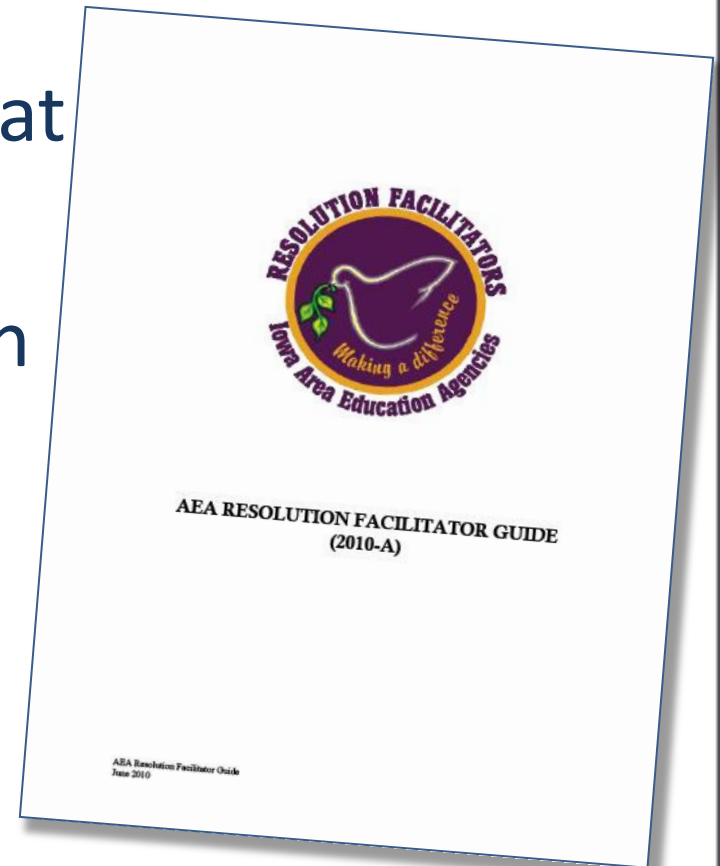 at
n
RESOLUTION FACILITATORS
Making a difference
Iowa Area Education Agencies
AEA RESOLUTION FACILITATOR GUIDE
(2010-A)
AEA Resolution Facilitator Guide
June 2010